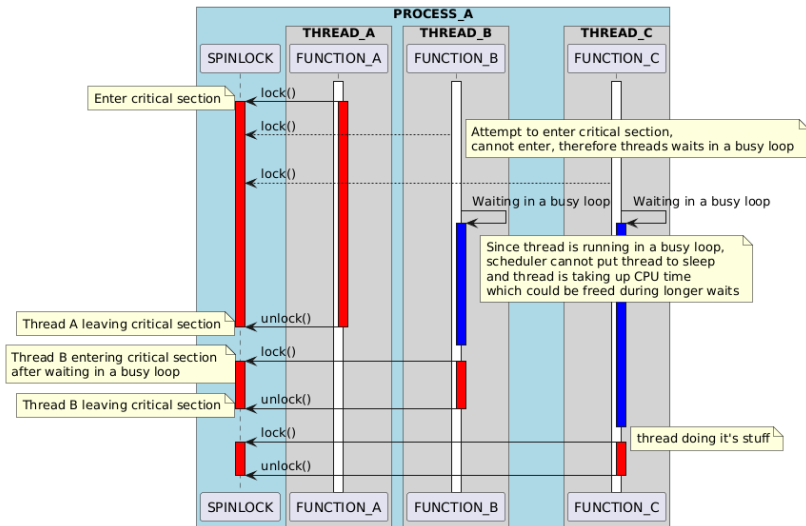 PROCESS_A
THREAD_A
THREAD_B
THREAD_C
SPINLOCK
FUNCTION_A
FUNCTION_B
FUNCTION_C
Enter critical section
lock()
lock()
Attempt to enter critical section,
cannot enter, therefore threads waits in a busy loop
lock()
Waiting in a busy loop
Waiting in a busy loop
Since thread is running in a busy loop,
scheduler cannot put thread to sleep
and thread is taking up CPU time
which could be freed during longer waits
Thread A leaving critical section
unlock()
Thread B entering critical section
after waiting in a busy loop
lock()
Thread B leaving critical section
unlock()
lock()
thread doing it's stuff
unlock()
SPINLOCK
FUNCTION_A
FUNCTION_B
FUNCTION_C